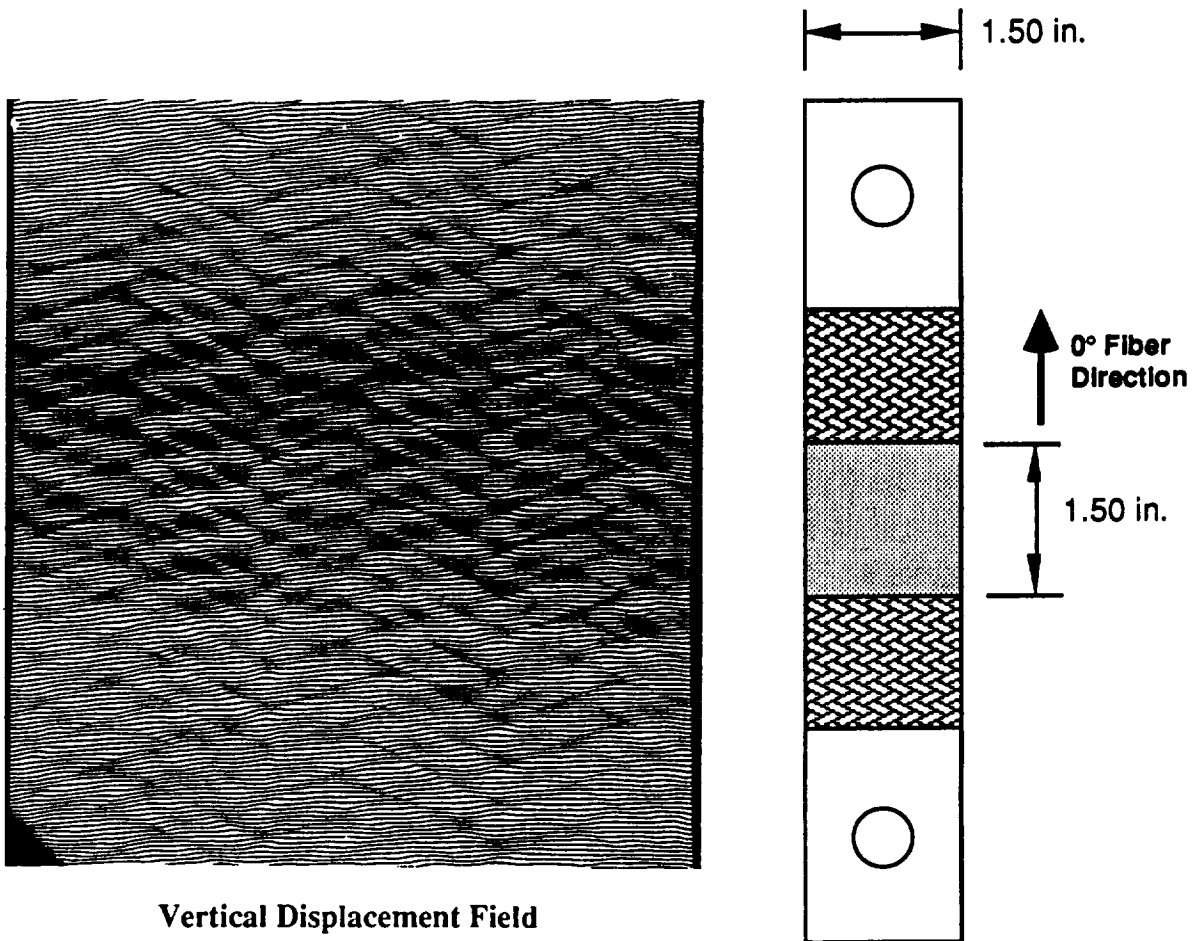 1.50 in.
0° Fiber
Direction
1.50 in.
Vertical Displacement Field